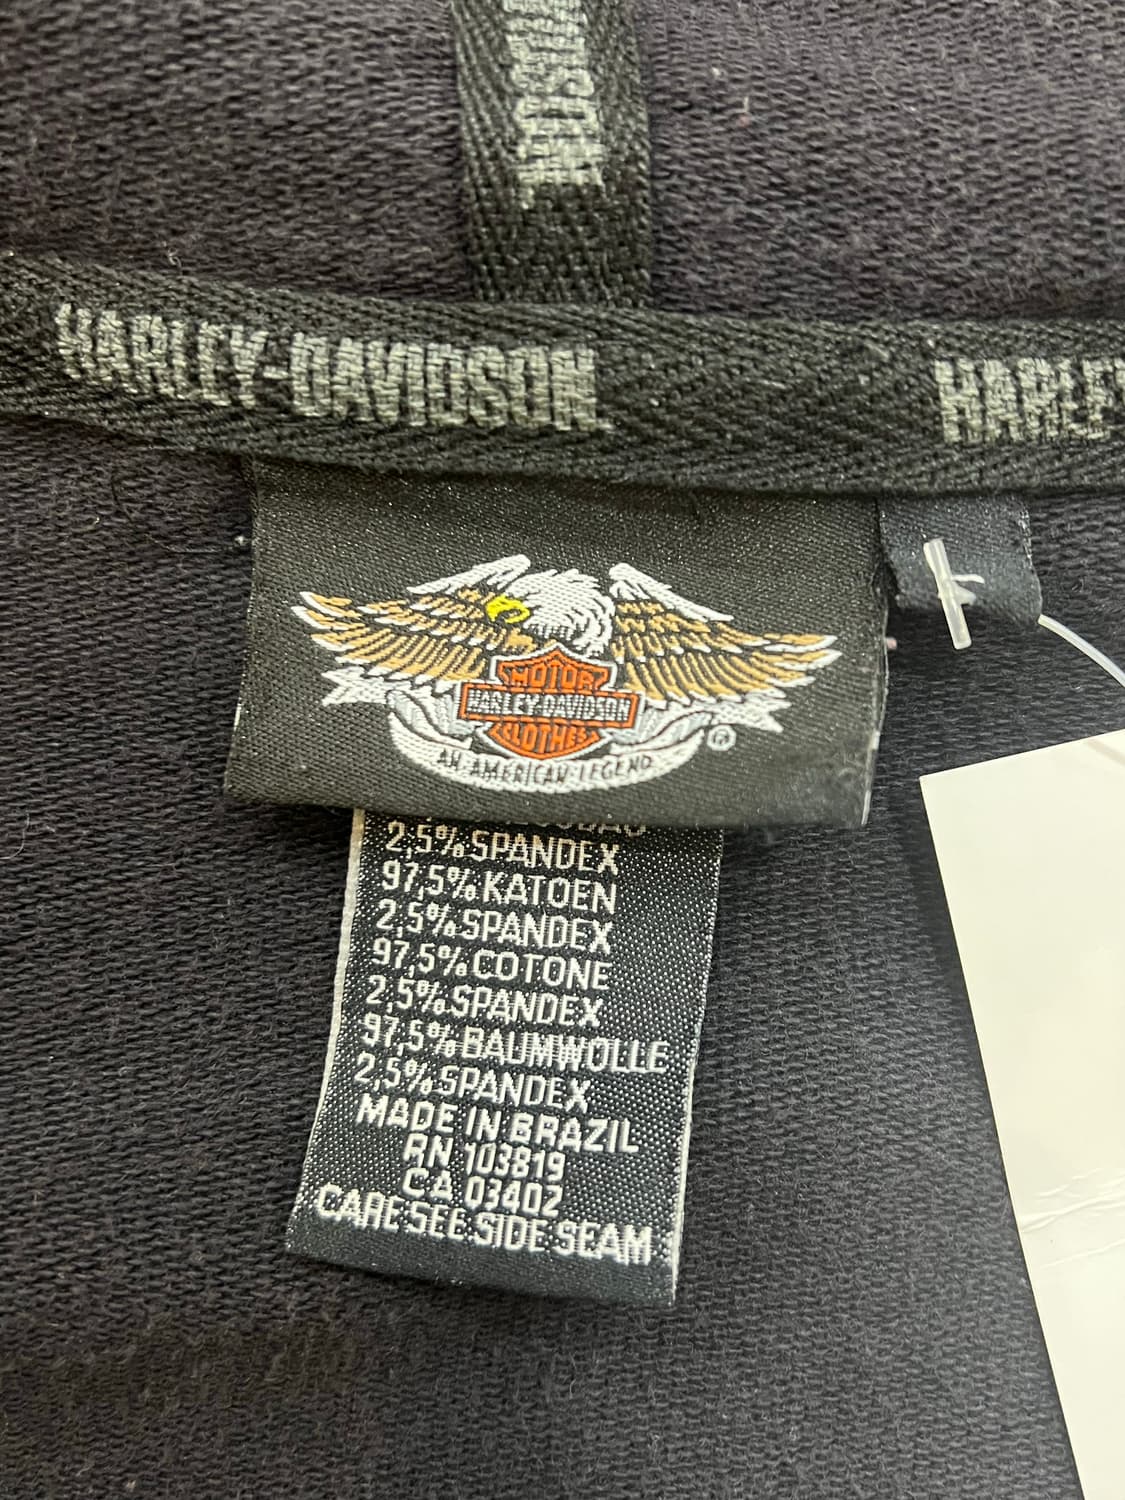 DSON
HARLEY-DAVIDSON
HARLEY
MOTOR
HARLEY-DAVIDSON
CLOTHES
AN AMERICAN LEGEND
®
2,5% SPANDEX
97,5% KATOEN
2,5% SPANDEX
97,5% COTONE
2,5% SPANDEX
97,5% BAUMWOLLE
2,5% SPANDEX
MADE IN BRAZIL
RN 103819
CA 03402
CARE SEE SIDE SEAM